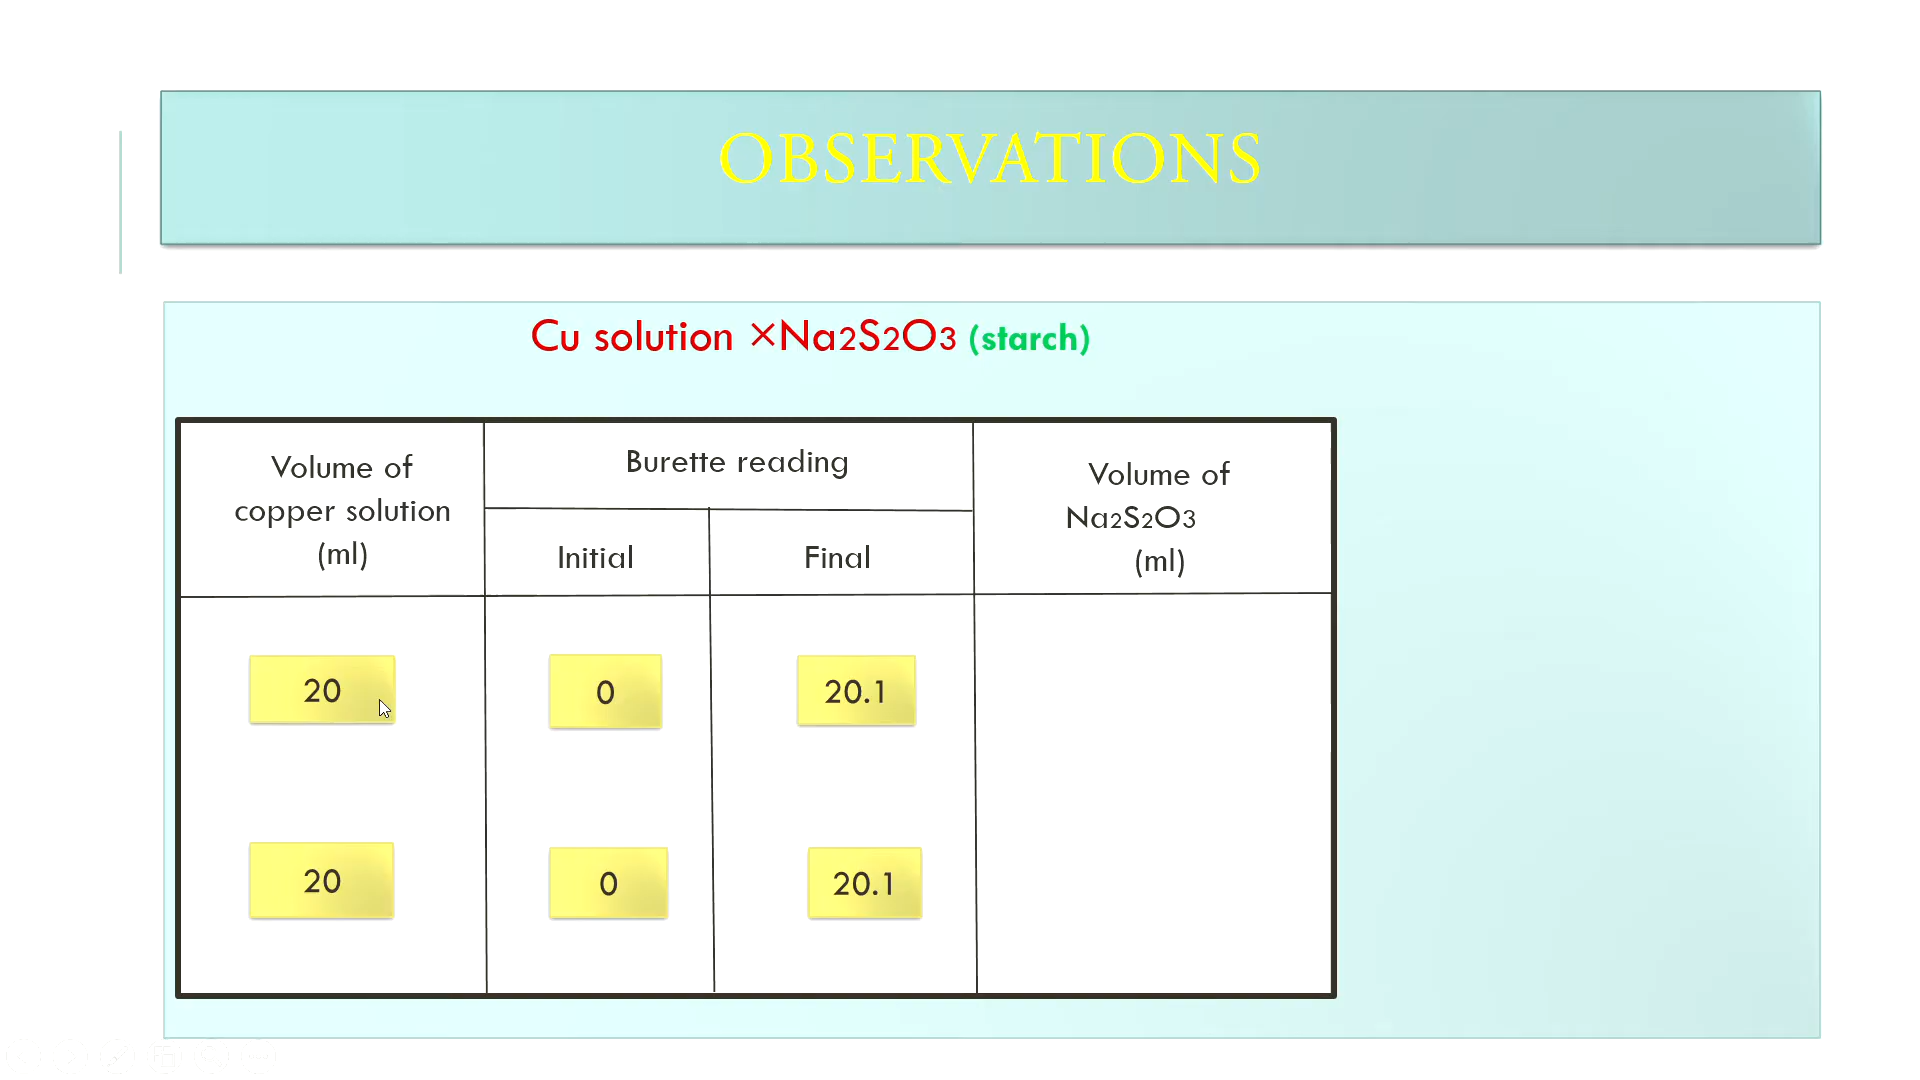 OBSERVATIONS
Cu solution ×Na2S2O3 (starch)
Volume of
copper solution
(ml)
Burette reading
Initial
Final
Volume of
Na2S2O3
(ml)
20
0
20.1
20
0
20.1